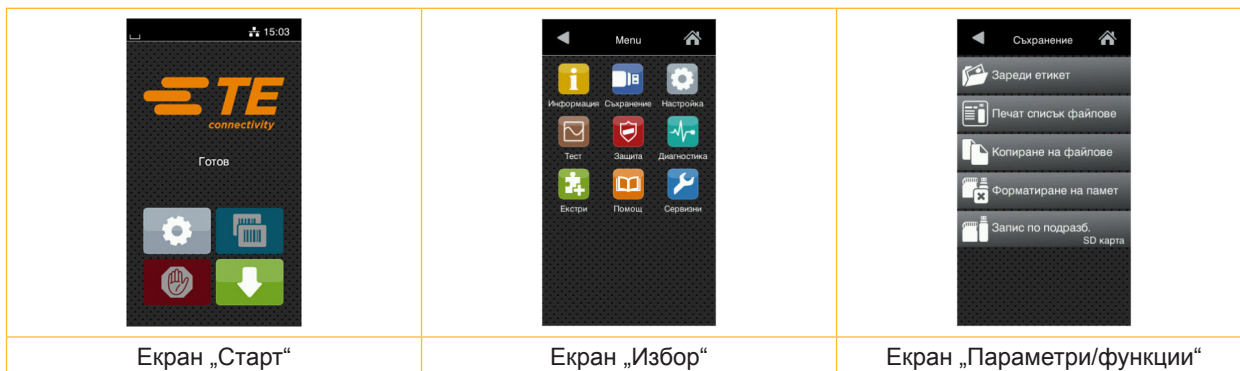 15:03
TE
connectivity
Готов
Menu
Информация Съхранение Настройка
Тест Защита Диагностика
Екстри Помощ Сервизни
Съхранение
Зареди етикет
Печат списък файлове
Копиране на файлове
Форматиране на памет
Запис по подразб.
SD карта
Екран „Старт“
Екран „Избор“
Екран „Параметри/функции“